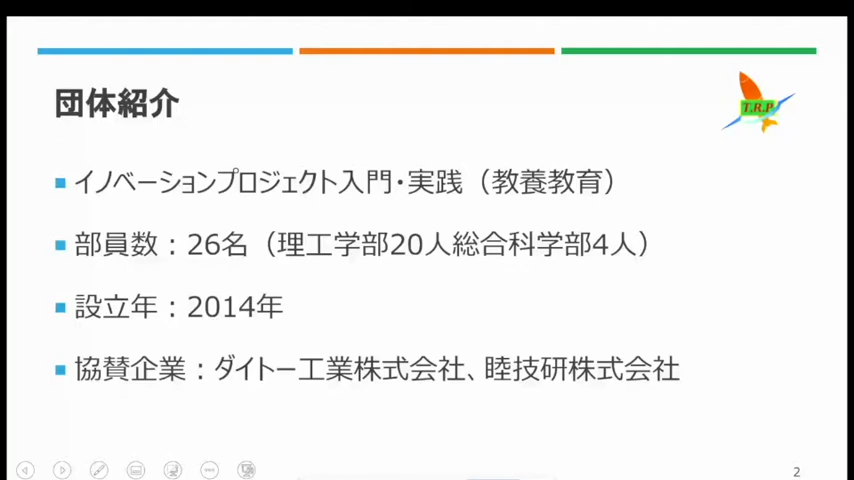 団体紹介
T.R.P
イノベーションプロジェクト入門・実践（教養教育）
部員数：26名（理工学部20人総合科学部4人）
設立年：2014年
協賛企業：ダイトー工業株式会社、睦技研株式会社
2